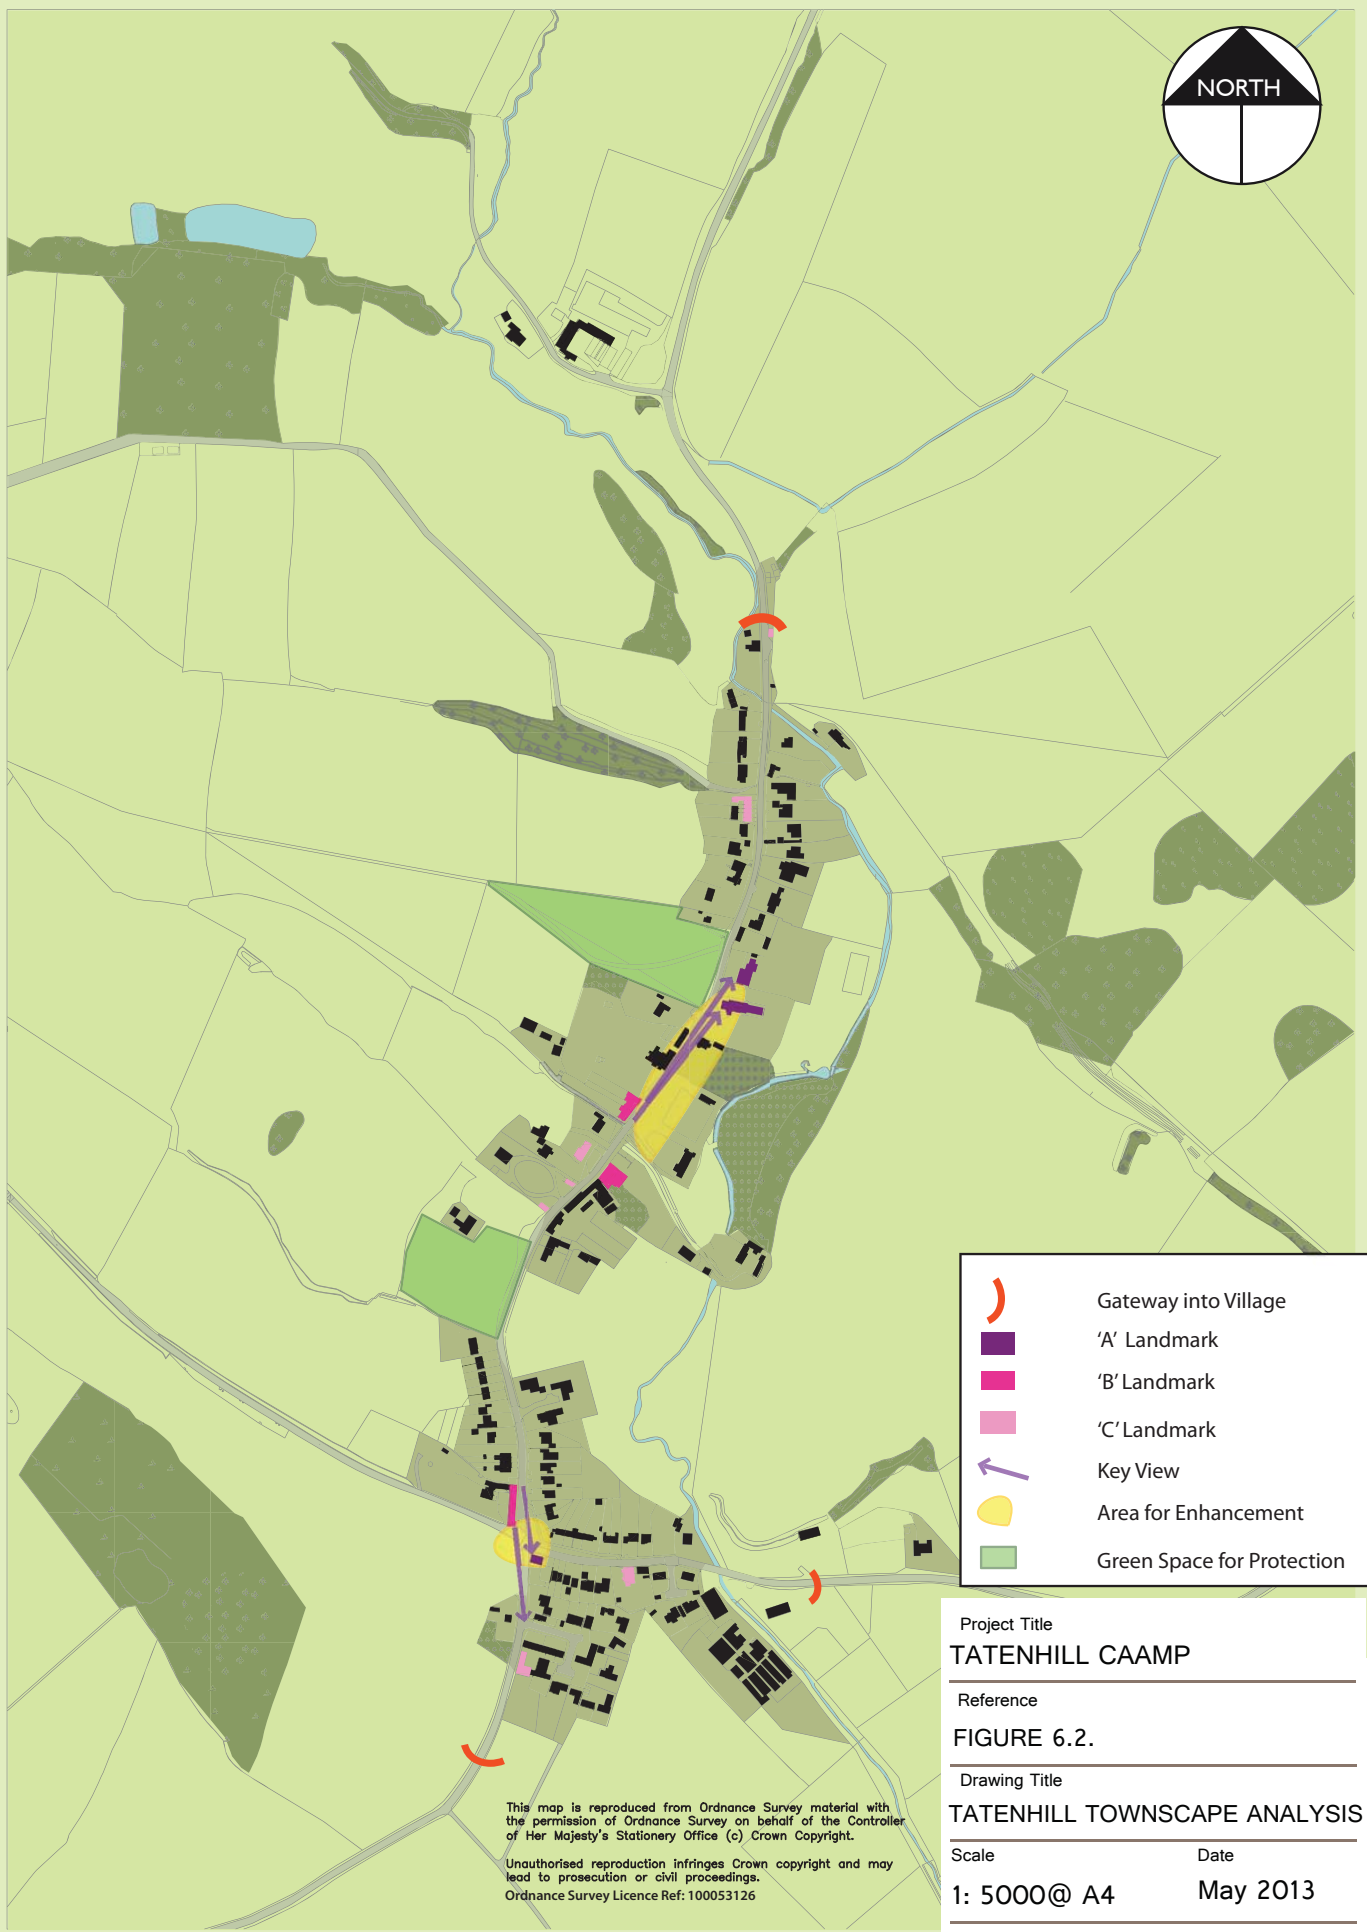 NORTH
Gateway into Village
‘A’ Landmark
‘B’ Landmark
‘C’ Landmark
Key View
Area for Enhancement
Green Space for Protection
Project Title
TATENHILL CAAMP
Reference
FIGURE 6.2.
Drawing Title
TATENHILL TOWNSCAPE ANALYSIS
Scale Date
1: 5000@ A4 May 2013
This map is reproduced from Ordnance Survey material with
the permission of Ordnance Survey on behalf of the Controller
of Her Majesty's Stationery Office (c) Crown Copyright.
Unauthorised reproduction infringes Crown copyright and may
lead to prosecution or civil proceedings.
Ordnance Survey Licence Ref: 100053126